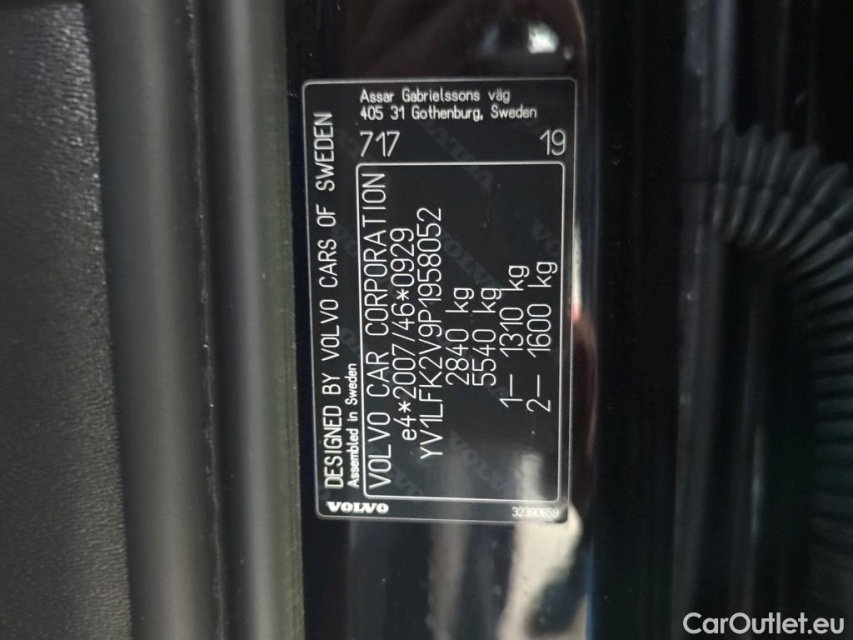 Assar Gabrielssons väg
405 31 Gothenburg, Sweden
717 19
DESIGNED BY VOLVO CARS OF SWEDEN
Assembled in Sweden
VOLVO CAR CORPORATION
e4*2007/46*0929
YV1LFK2V9P1958052
2840 kg
5540 kg
1– 1310 kg
2– 1600 kg
VOLVO
32390659
CarOutlet.eu